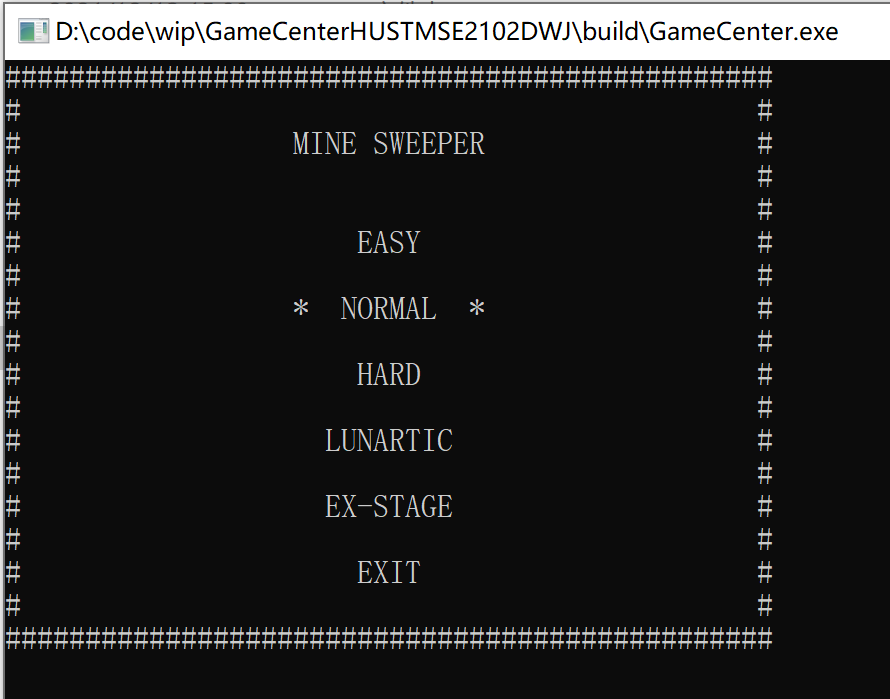 D:\code\wip\GameCenterHUSTMSE2102DWJ\build\GameCenter.exe
################################################
# #
# MINE SWEEPER #
# #
# #
# EASY #
# #
# * NORMAL * #
# #
# HARD #
# #
# LUNARTIC #
# #
# EX-STAGE #
# #
# EXIT #
# #
################################################